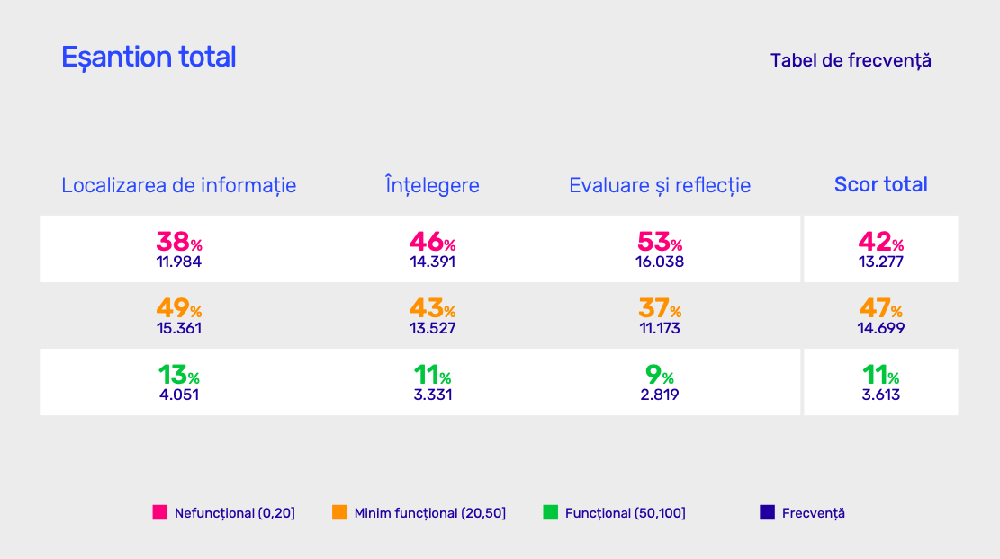 Eșantion total
Tabel de frecvență
Localizarea de informație Înțelegere Evaluare și reflecție Scor total
38% 46% 53% 42%
11.984 14.391 16.038 13.277
49% 43% 37% 47%
15.361 13.527 11.173 14.699
13% 11% 9% 11%
4.051 3.331 2.819 3.613
Nefuncțional (0,20] Minim funcțional (20,50] Funcțional (50,100] Frecvență